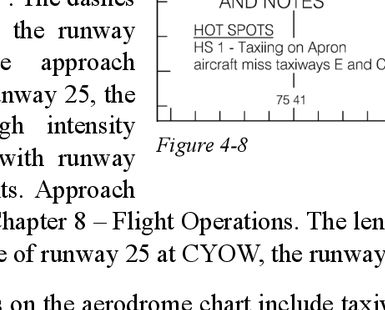 . The dashes
the runway
e approach
unway 25, the
gh intensity
with runway
ts. Approach
AND NOTES
HOT SPOTS
HS 1 - Taxiing on Apron
aircraft miss taxiways E and C
75 41
Figure 4-8
Chapter 8 – Flight Operations. The len
e of runway 25 at CYOW, the runway
s on the aerodrome chart include taxiw